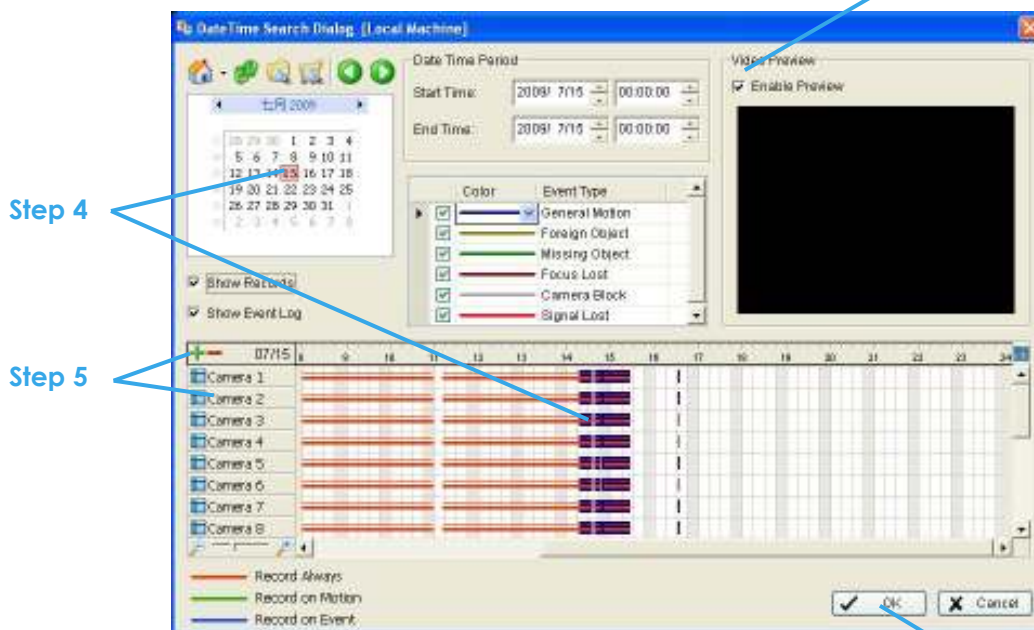 DateTime Search Dialog [Local Machine]
Date Time Period
Start Time: 2009/ 7/15 00:00:00
End Time: 2009/ 7/15 00:00:00
Video Preview
Enable Preview
七月 2009
28 29 30 1 2 3 4
5 6 7 8 9 10 11
12 13 14 15 16 17 18
19 20 21 22 23 24 25
26 27 28 29 30 31 1
2 3 4 5 6 7 8
Step 4
Show Records
Show Event Log
Color Event Type
General Motion
Foreign Object
Missing Object
Focus Lost
Camera Block
Signal Lost
Step 5
07/15 8 9 10 11 12 13 14 15 16 17 18 19 20 21 22 23 24
Camera 1
Camera 2
Camera 3
Camera 4
Camera 5
Camera 6
Camera 7
Camera 8
Record Always
Record on Motion
Record on Event
OK
Cancel